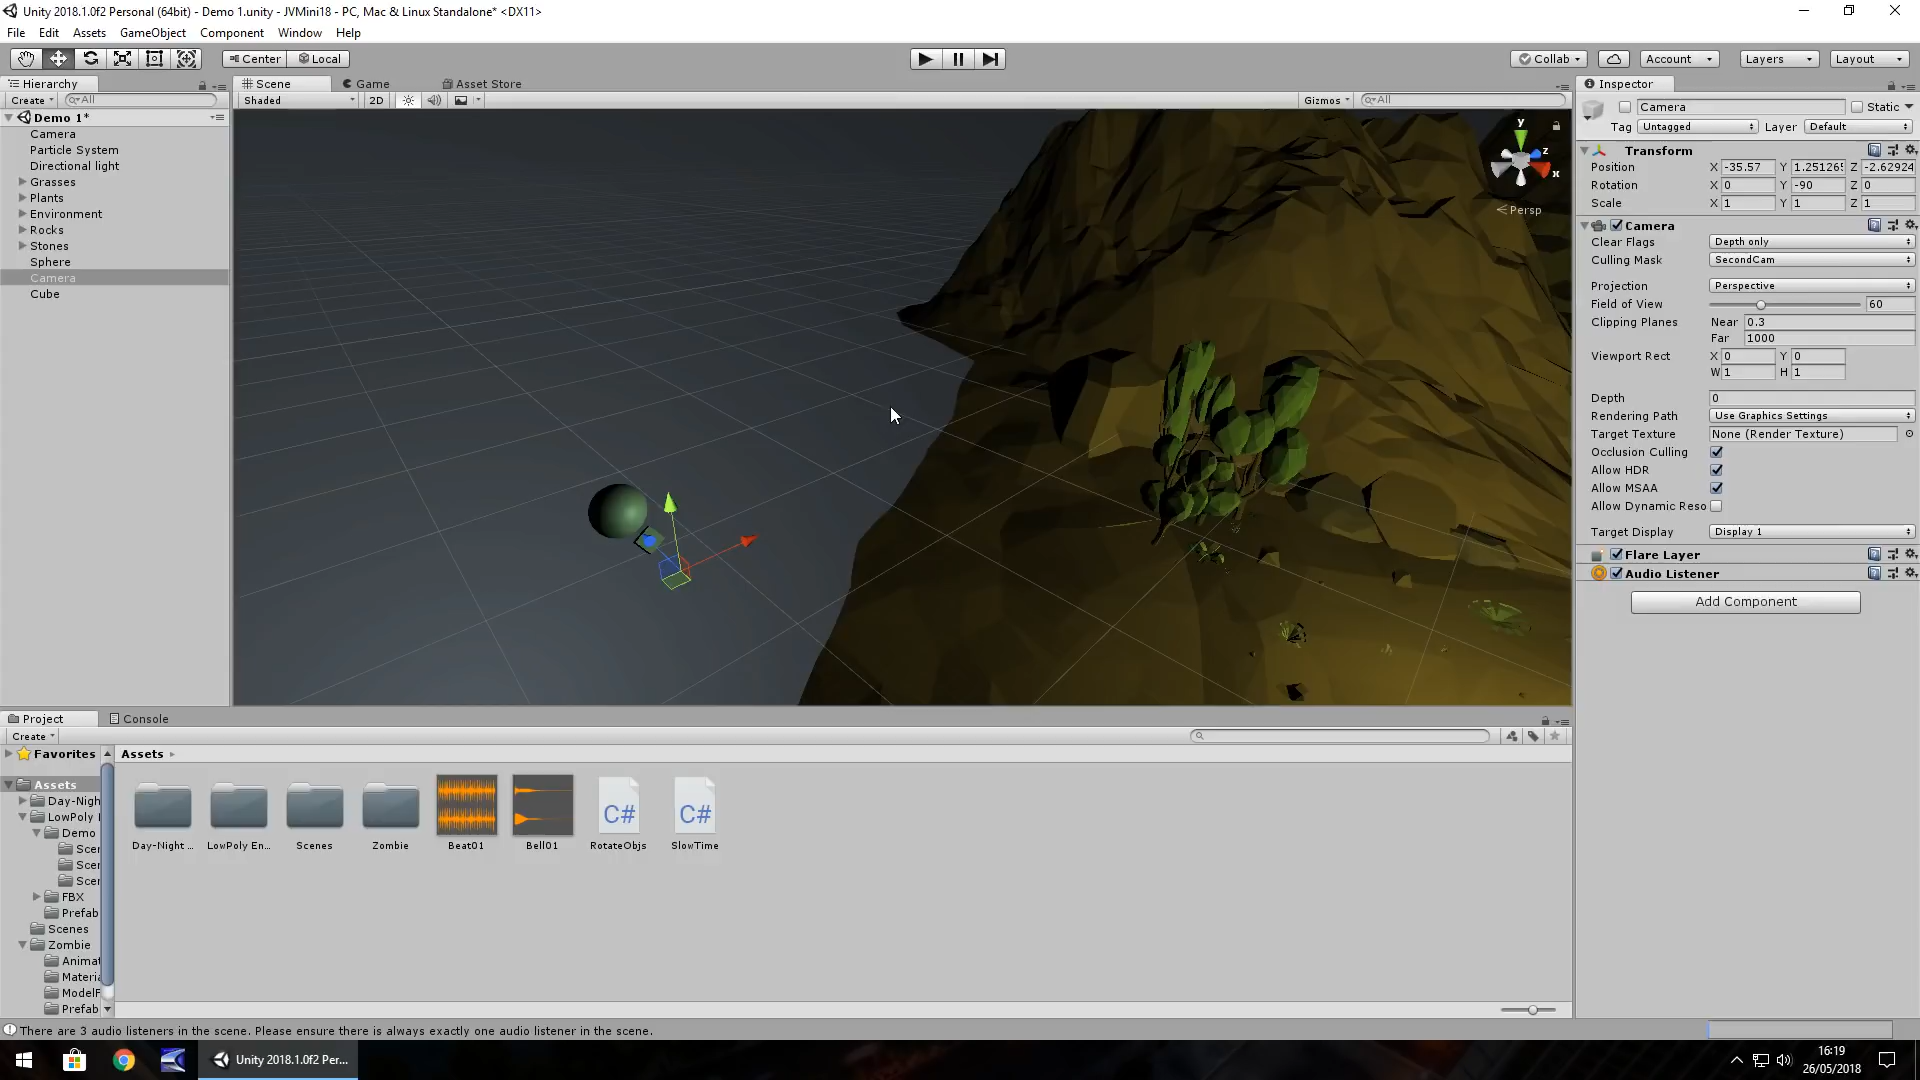 Unity 2018.1.0f2 Personal (64bit) - Demo 1.unity - JVMini18 - PC, Mac & Linux Standalone* <DX11>
File Edit Assets GameObject Component Window Help
Center Local Collab Account Layers Layout
Hierarchy
Create All
Demo 1*
Camera
Particle System
Directional light
Grasses
Plants
Environment
Rocks
Stones
Sphere
Camera
Cube
Scene Game Asset Store
Shaded 2D Gizmos All
y
z
x
Persp
Inspector
Camera Static
Tag Untagged Layer Default
Transform
Position X -35.57 Y 1.25126 Z -2.62924
Rotation X 0 Y -90 Z 0
Scale X 1 Y 1 Z 1
Camera
Clear Flags Depth only
Culling Mask SecondCam
Projection Perspective
Field of View 60
Clipping Planes Near 0.3
Far 1000
Viewport Rect X 0 Y 0
W 1 H 1
Depth 0
Rendering Path Use Graphics Settings
Target Texture None (Render Texture)
Occlusion Culling
Allow HDR
Allow MSAA
Allow Dynamic Reso
Target Display Display 1
Flare Layer
Audio Listener
Add Component
Project Console
Create
Favorites
Assets
Day-Nigh
LowPoly
Demo
Scer
Scer
Scer
FBX
Prefab
Scenes
Zombie
Animat
Materia
ModelF
Prefab
Assets
Day-Night ... LowPoly En... Scenes Zombie Beat01 Bell01 RotateObjs SlowTime
C# C#
There are 3 audio listeners in the scene. Please ensure there is always exactly one audio listener in the scene.
Unity 2018.1.0f2 Per...
16:19
26/05/2018